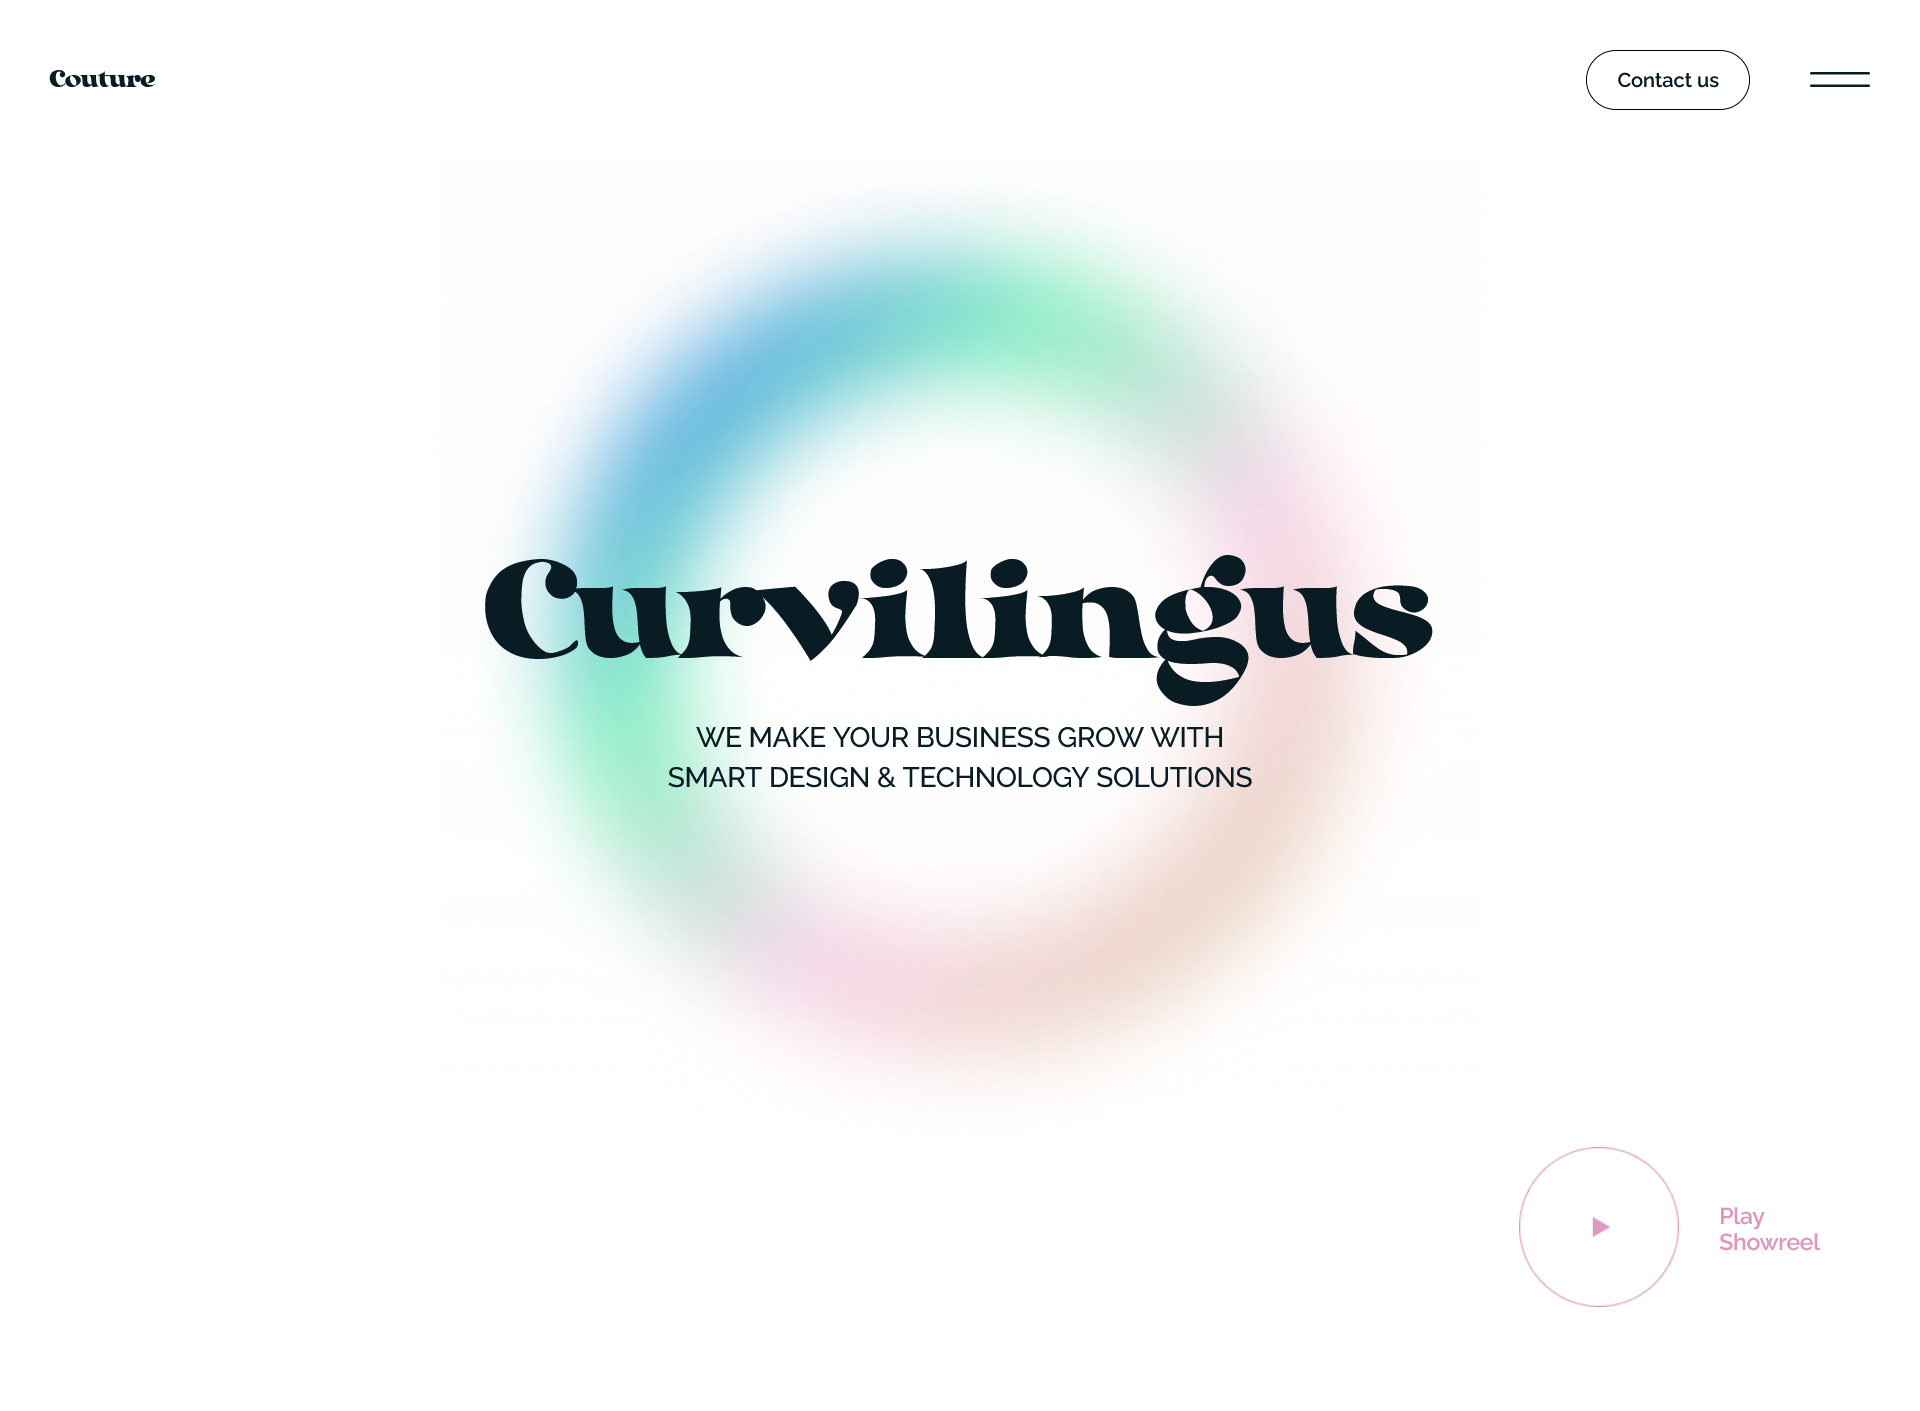 Couture
Contact us
Curvilingus
WE MAKE YOUR BUSINESS GROW WITH
SMART DESIGN & TECHNOLOGY SOLUTIONS
Play
Showreel